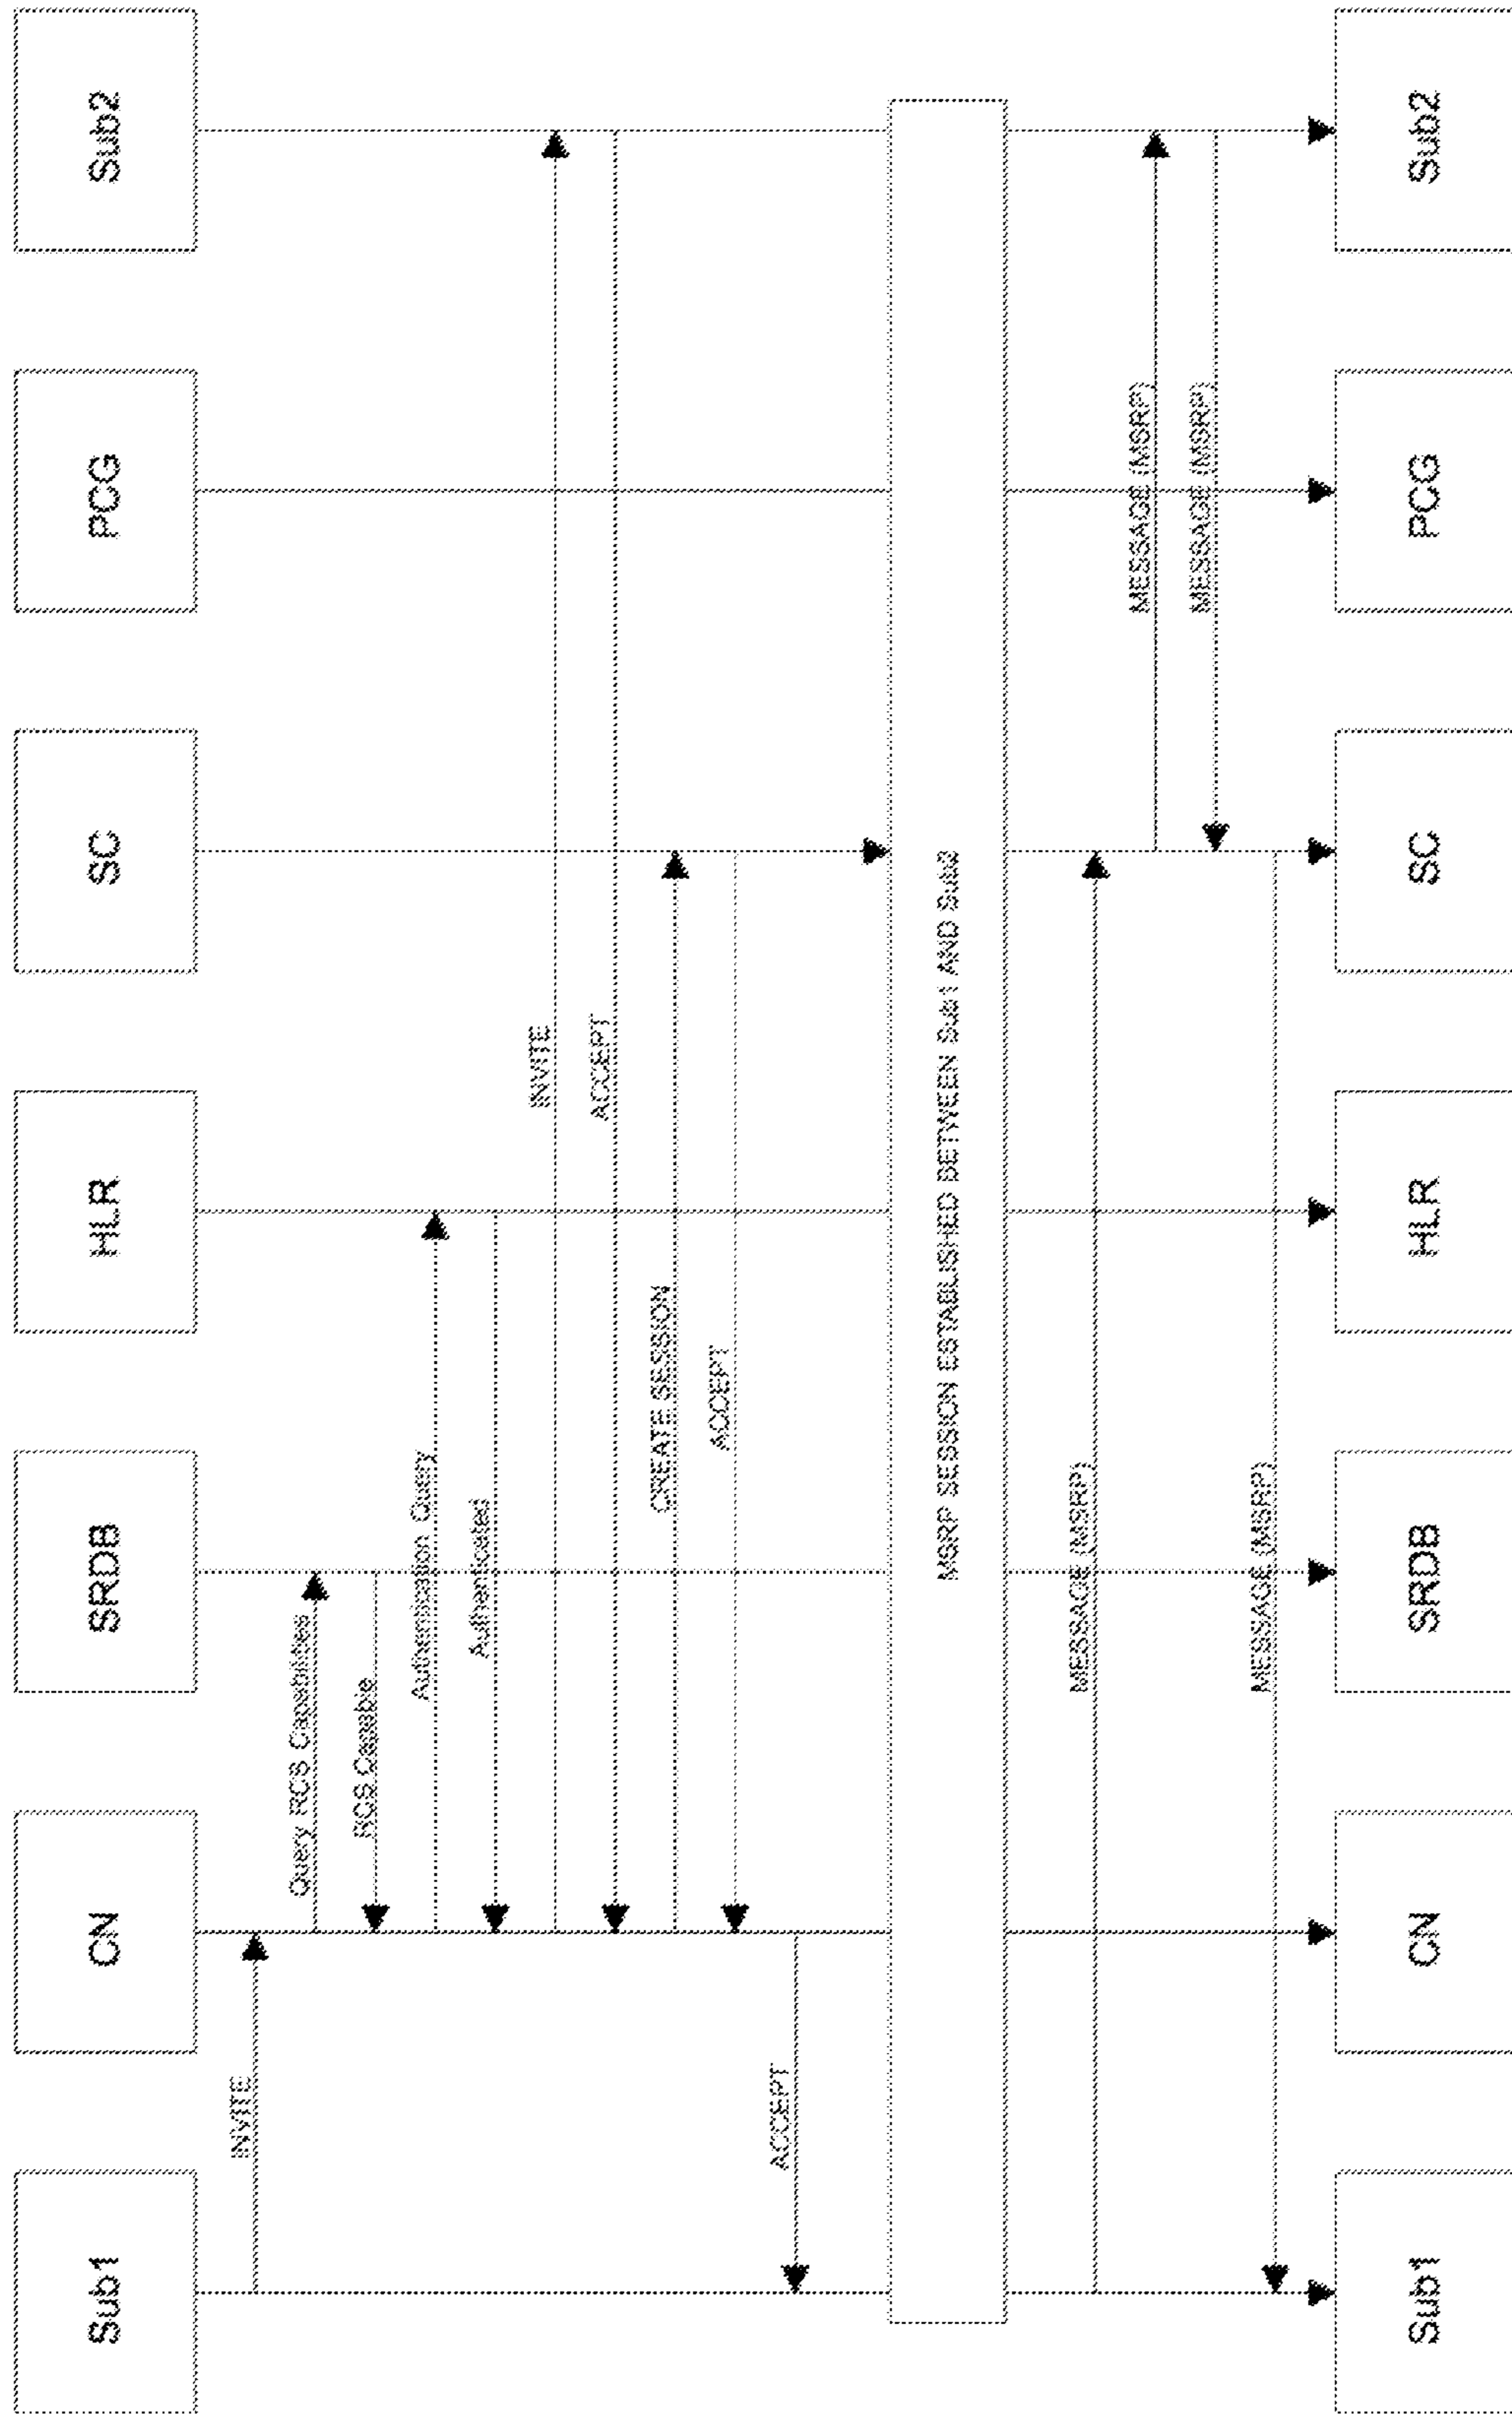 Sub1
CN
SRDB
HLR
SC
PCG
Sub2
INVITE
Query RCS Capabilities
RCS Capable
Authentication Query
Authenticated
INVITE
ACCEPT
CREATE SESSION
ACCEPT
ACCEPT
MSRP SESSION ESTABLISHED BETWEEN Sub1 AND Sub2
MESSAGE (MSRP)
MESSAGE (MSRP)
MESSAGE (MSRP)
MESSAGE (MSRP)
Sub1
CN
SRDB
HLR
SC
PCG
Sub2